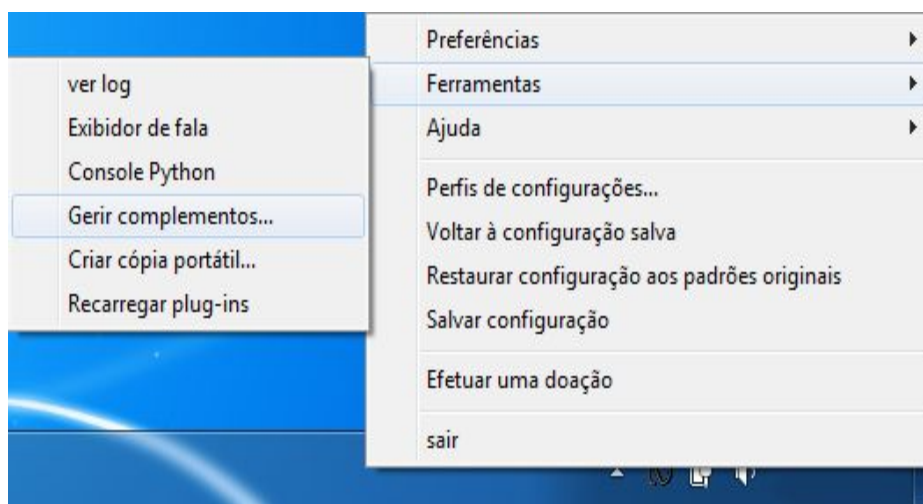 Preferências
Ferramentas
Ajuda
Perfis de configurações...
Voltar à configuração salva
Restaurar configuração aos padrões originais
Salvar configuração
Efetuar uma doação
sair
ver log
Exibidor de fala
Console Python
Gerir complementos...
Criar cópia portátil...
Recarregar plug-ins